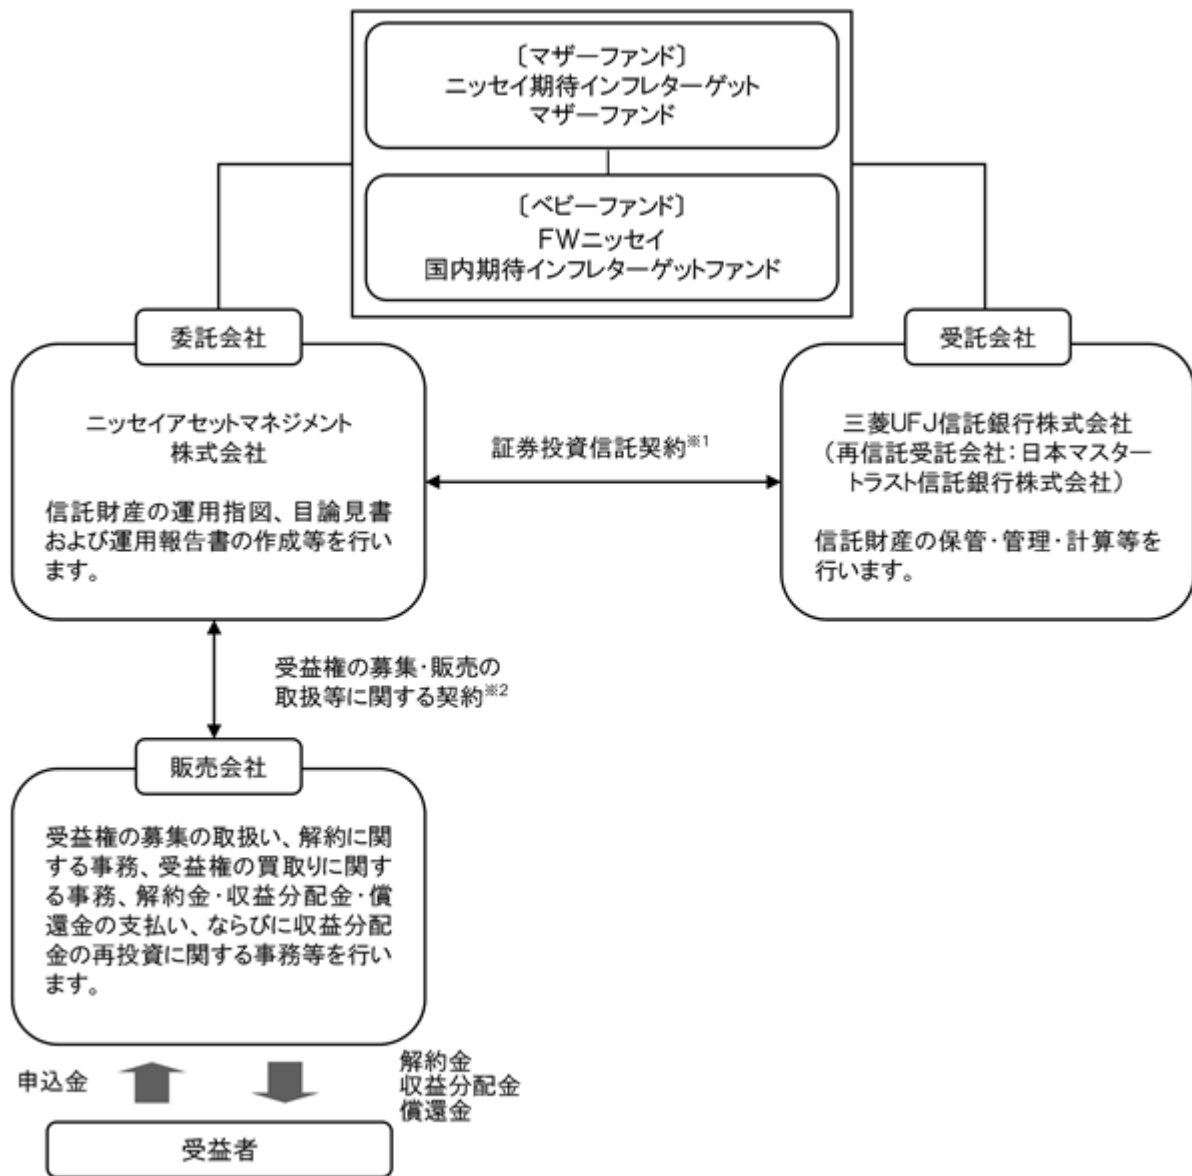 〔マザーファンド〕
ニッセイ期待インフレターゲット
マザーファンド
〔ベビーファンド〕
FWニッセイ
国内期待インフレターゲットファンド
委託会社
ニッセイアセットマネジメント
株式会社
信託財産の運用指図、目論見書
および運用報告書の作成等を行い
ます。
証券投資信託契約※1
受託会社
三菱UFJ信託銀行株式会社
（再信託受託会社：日本マスター
トラスト信託銀行株式会社）
信託財産の保管・管理・計算等を
行います。
受益権の募集・販売の
取扱等に関する契約※2
販売会社
受益権の募集の取扱い、解約に関
する事務、受益権の買取りに関す
る事務、解約金・収益分配金・償
還金の支払い、ならびに収益分配
金の再投資に関する事務等を行い
ます。
申込金
解約金
収益分配金
償還金
受益者